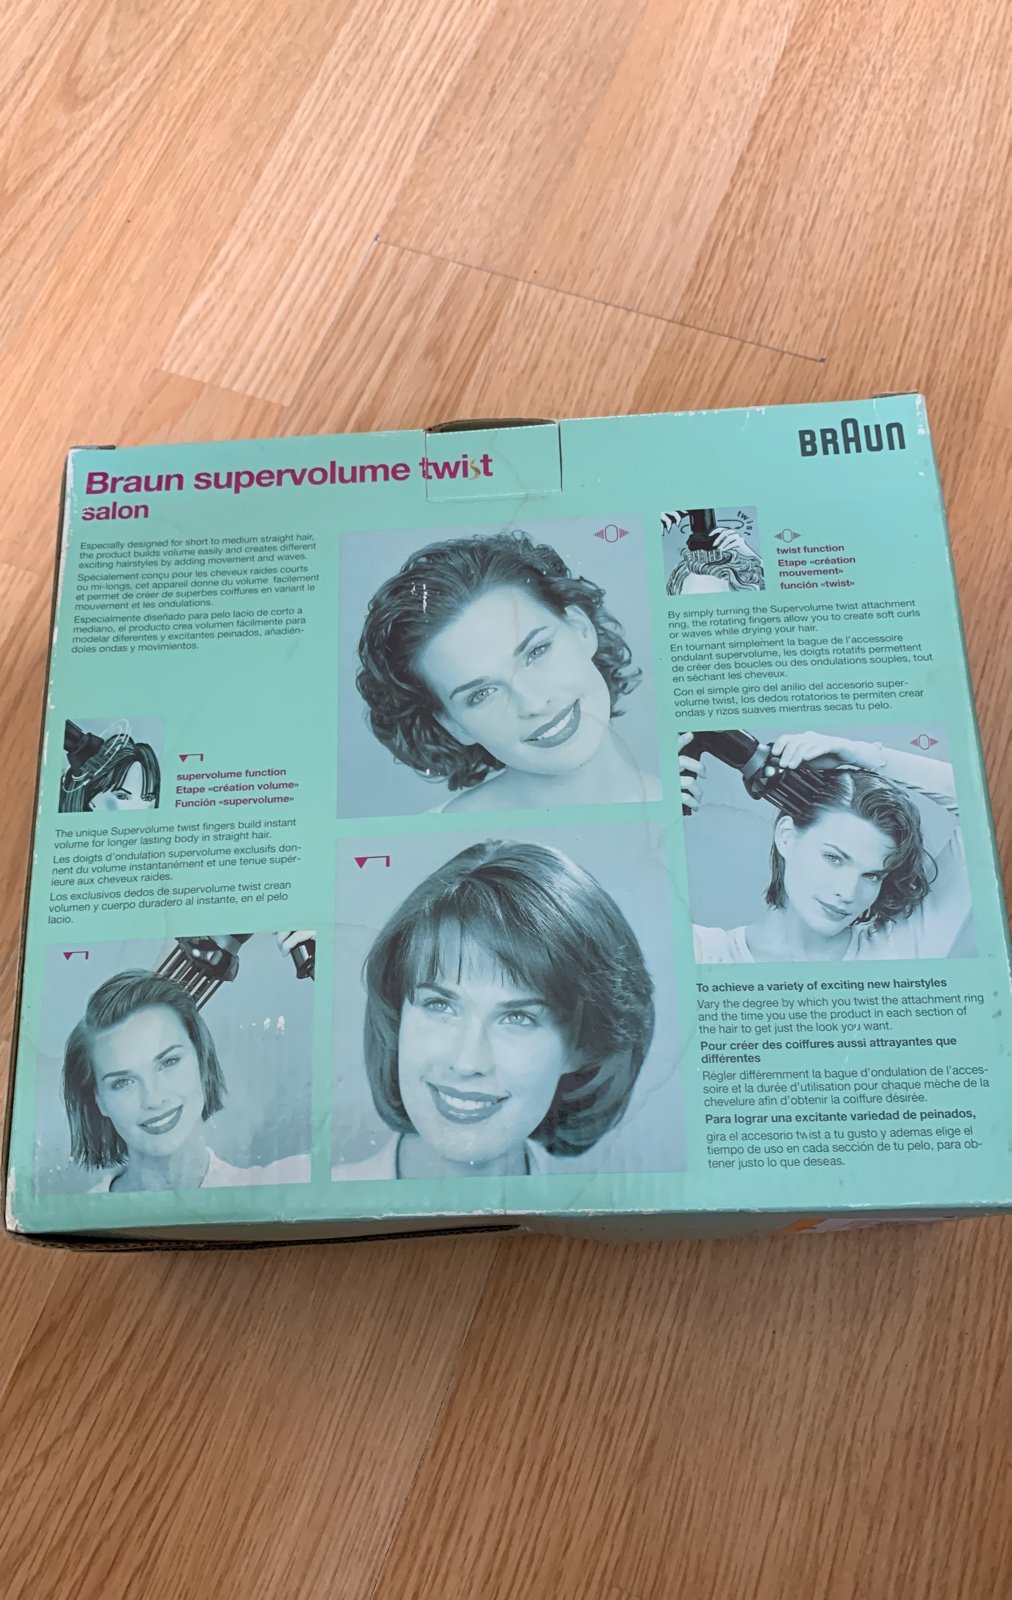 BRAUN
Braun supervolume twist
salon
Especially designed for short to medium straight hair,
the product builds volume easily and creates different
exciting hairstyles by adding movement and waves.
Spécialement conçu pour les cheveux raides courts
ou mi-longs, cet appareil donne du volume facilement
et permet de créer de superbes coiffures en variant le
mouvement et les ondulations.
Especialmente diseñado para pelo lacio de corto a
mediano, el producto crea volumen fácilmente para
modelar diferentes y excitantes peinados, añadién-
doles ondas y movimientos.
supervolume function
Etape «création volume»
Función «supervolume»
The unique Supervolume twist fingers build instant
volume for longer lasting body in straight hair.
Les doigts d'ondulation supervolume exclusifs don-
nent du volume instantanément et une tenue supér-
ieure aux cheveux raides.
Los exclusivos dedos de supervolume twist crean
volumen y cuerpo duradero al instante, en el pelo
lacio.
twist
twist function
Etape «création
mouvement»
función «twist»
By simply turning the Supervolume twist attachment
ring, the rotating fingers allow you to create soft curls
or waves while drying your hair.
En tournant simplement la bague de l'accessoire
ondulant supervolume, les doigts rotatifs permettent
de créer des boucles ou des ondulations souples, tout
en séchant les cheveux.
Con el simple giro del anilio del accesorio super-
volume twist, los dedos rotatorios te permiten crear
ondas y rizos suaves mientras secas tu pelo.
To achieve a variety of exciting new hairstyles
Vary the degree by which you twist the attachment ring
and the time you use the product in each section of
the hair to get just the look you want.
Pour créer des coiffures aussi attrayantes que
différentes
Régler différemment la bague d'ondulation de l'acces-
soire et la durée d'utilisation pour chaque mèche de la
chevelure afin d'obtenir la coiffure désirée.
Para lograr una excitante variedad de peinados,
gira el accesorio twist a tu gusto y ademas elige el
tiempo de uso en cada sección de tu pelo, para ob-
tener justo lo que deseas.